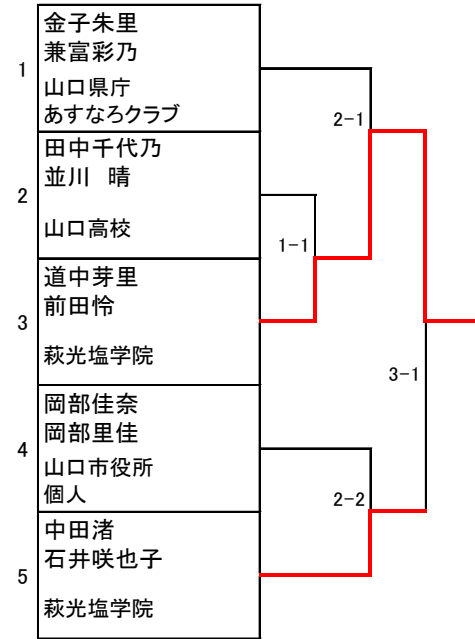 1
金子朱里
兼富彩乃
山口県庁
あすなろクラブ
2
田中千代乃
並川　晴
山口高校
3
道中芽里
前田怜
萩光塩学院
4
岡部佳奈
岡部里佳
山口市役所
個人
5
中田渚
石井咲也子
萩光塩学院
2-1
1-1
3-1
2-2